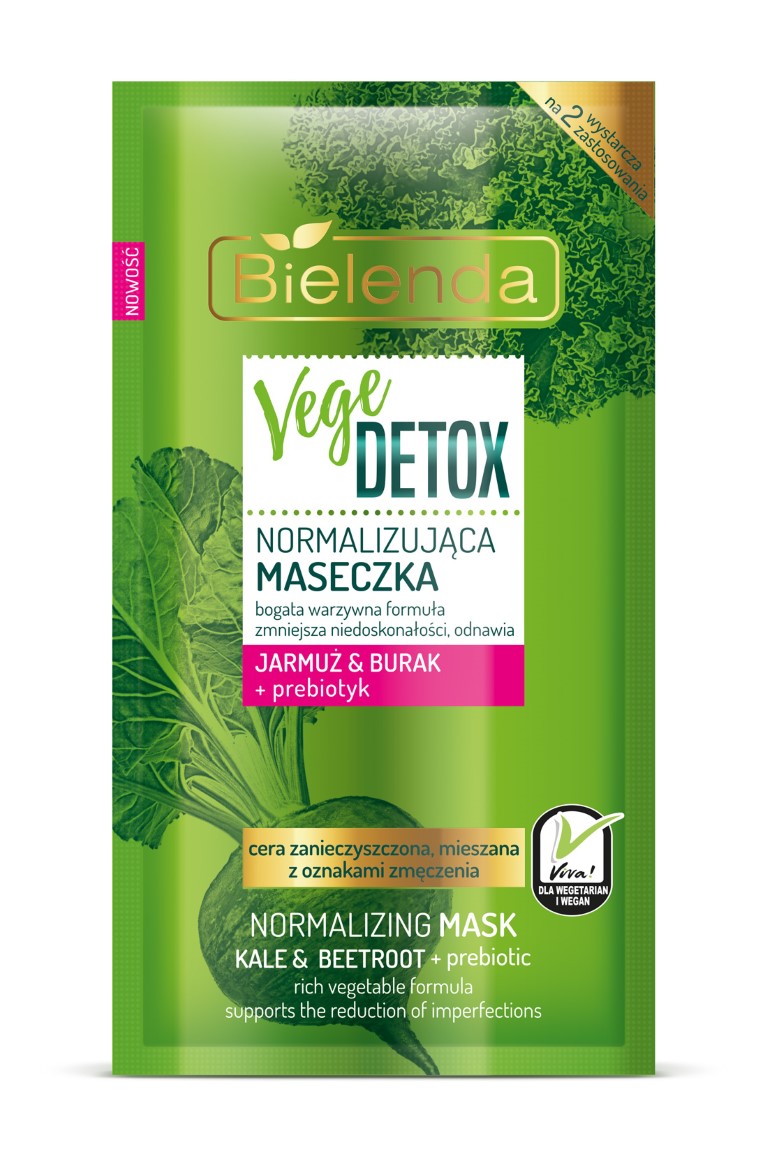 na 2 wystarcza
zastosowania
NOWOŚĆ
Bielenda
Vege
DETOX
NORMALIZUJĄCA
MASECZKA
bogata warzywna formuła
zmniejsza niedoskonałości, odnawia
JARMUŻ & BURAK
+ prebiotyk
cera zanieczyszczona, mieszana
z oznakami zmęczenia
Viva!
DLA WEGETARIAN
I WEGAN
NORMALIZING MASK
KALE & BEETROOT + prebiotic
rich vegetable formula
supports the reduction of imperfections